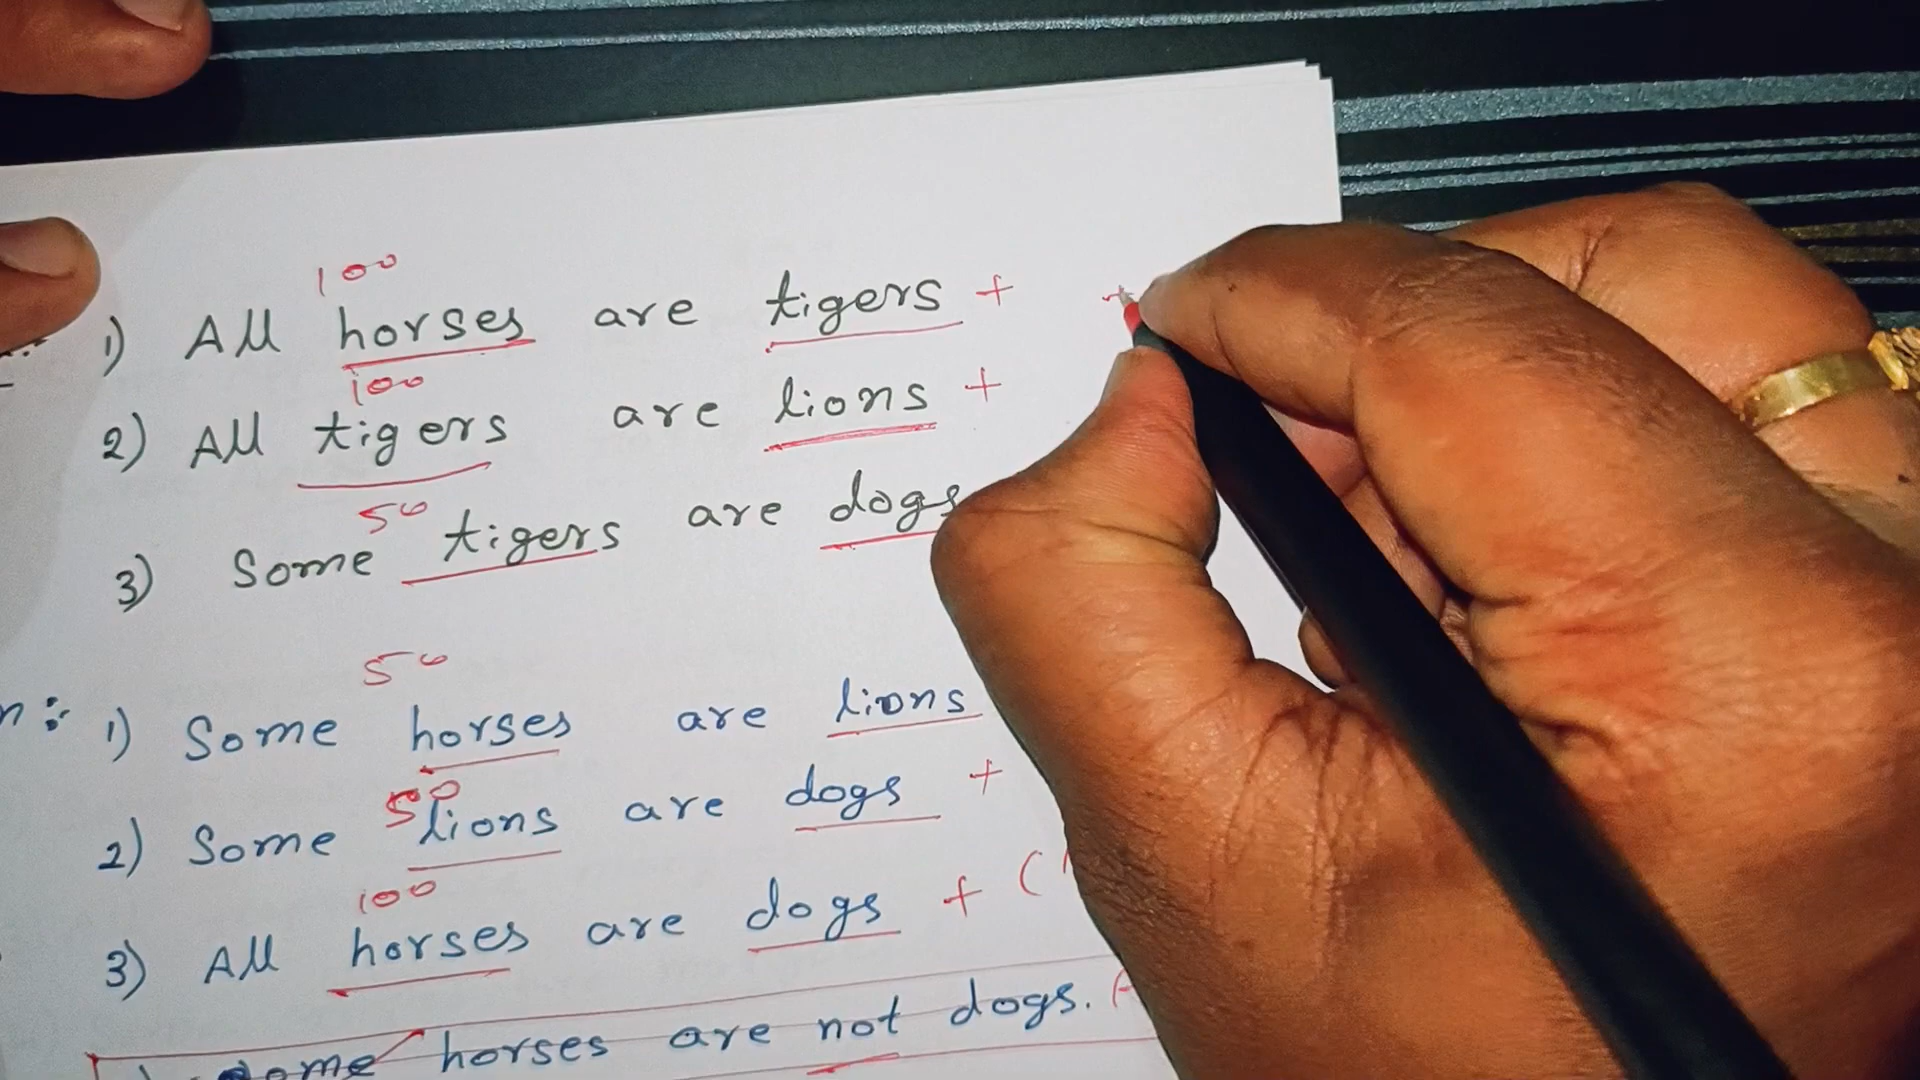 100
1) All horses are tigers +
100
2) All tigers are lions +
50
3) Some tigers are dogs
50
n :- 1) Some horses are lions
50
2) Some lions are dogs +
100
3) All horses are dogs + (
Some horses are not dogs.